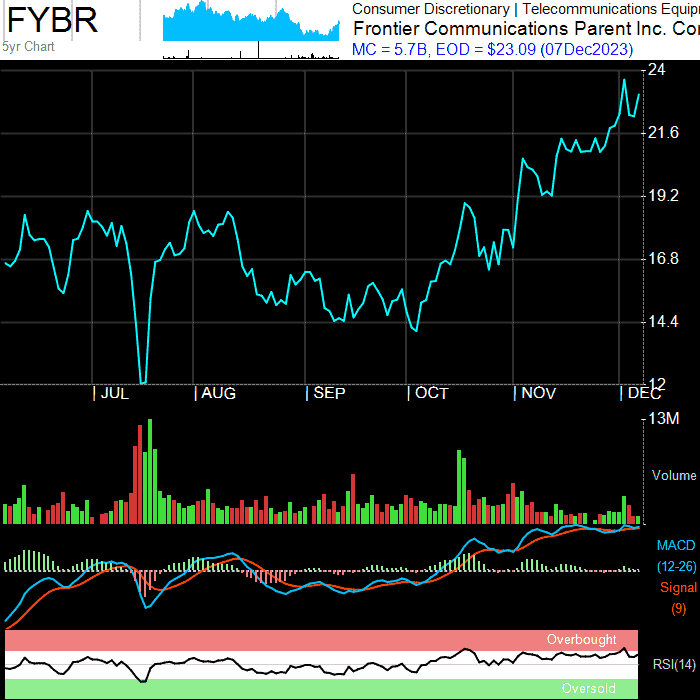 FYBR
5yr Chart
Consumer Discretionary | Telecommunications Equip
Frontier Communications Parent Inc. Cor
MC = 5.7B, EOD = $23.09 (07Dec2023)
24
21.6
19.2
16.8
14.4
12
| JUL | AUG | SEP | OCT | NOV | DEC
13M
Volume
MACD
(12-26)
Signal
(9)
Overbought
RSI(14)
Oversold